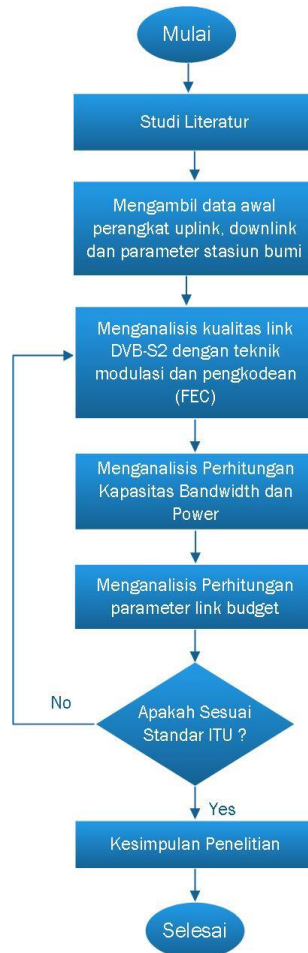 Mulai
Studi Literatur
Mengambil data awal
perangkat uplink, downlink
dan parameter stasiun bumi
Menganalisis kualitas link
DVB-S2 dengan teknik
modulasi dan pengkodean
(FEC)
Menganalisis Perhitungan
Kapasitas Bandwidth dan
Power
Menganalisis Perhitungan
parameter link budget
Apakah Sesuai
Standar ITU ?
No
Yes
Kesimpulan Penelitian
Selesai